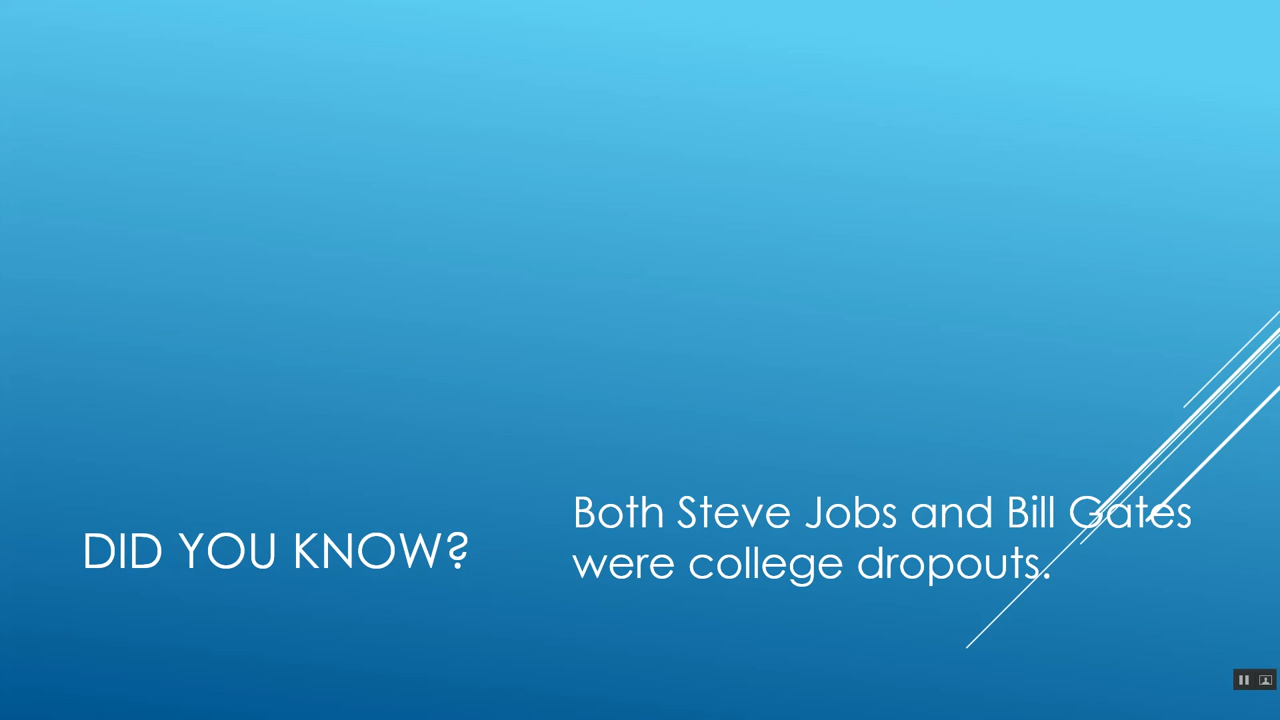 DID YOU KNOW?
Both Steve Jobs and Bill Gates
were college dropouts.